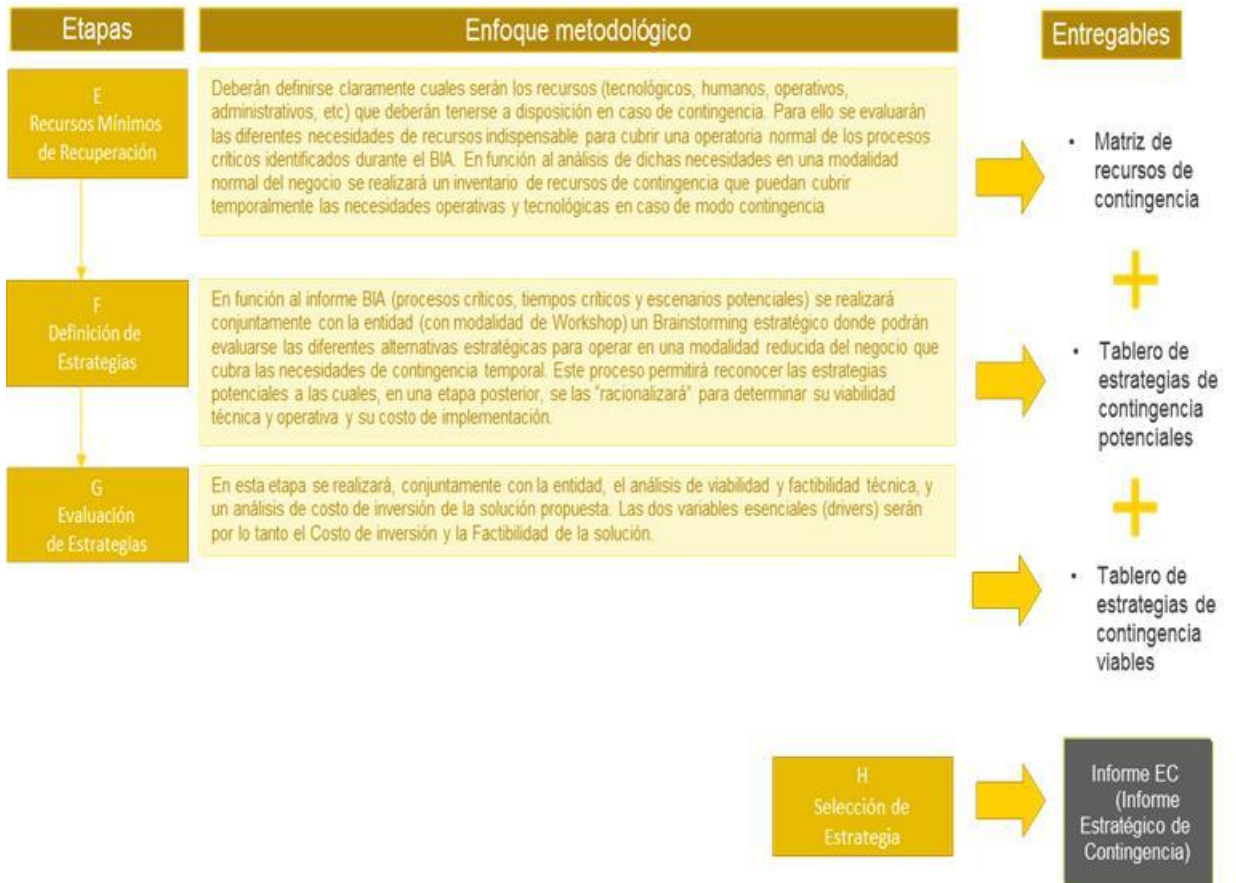 Etapas
Enfoque metodológico
Entregables
E
Recursos Mínimos
de Recuperación
Deberán definirse claramente cuales serán los recursos (tecnológicos, humanos, operativos,
administrativos, etc) que deberán tenerse a disposición en caso de contingencia. Para ello se evaluarán
las diferentes necesidades de recursos indispensable para cubrir una operatoria normal de los procesos
críticos identificados durante el BIA. En función al análisis de dichas necesidades en una modalidad
normal del negocio se realizará un inventario de recursos de contingencia que puedan cubrir
temporalmente las necesidades operativas y tecnológicas en caso de modo contingencia
• Matriz de
recursos de
contingencia
F
Definición de
Estrategias
En función al informe BIA (procesos críticos, tiempos críticos y escenarios potenciales) se realizará
conjuntamente con la entidad (con modalidad de Workshop) un Brainstorming estratégico donde podrán
evaluarse las diferentes alternativas estratégicas para operar en una modalidad reducida del negocio que
cubra las necesidades de contingencia temporal. Este proceso permitirá reconocer las estrategias
potenciales a las cuales, en una etapa posterior, se las “racionalizará” para determinar su viabilidad
técnica y operativa y su costo de implementación.
• Tablero de
estrategias de
contingencia
potenciales
G
Evaluación
de Estrategias
En esta etapa se realizará, conjuntamente con la entidad, el análisis de viabilidad y factibilidad técnica, y
un análisis de costo de inversión de la solución propuesta. Las dos variables esenciales (drivers) serán
por lo tanto el Costo de inversión y la Factibilidad de la solución.
• Tablero de
estrategias de
contingencia
viables
H
Selección de
Estrategia
Informe EC
(Informe
Estratégico de
Contingencia)